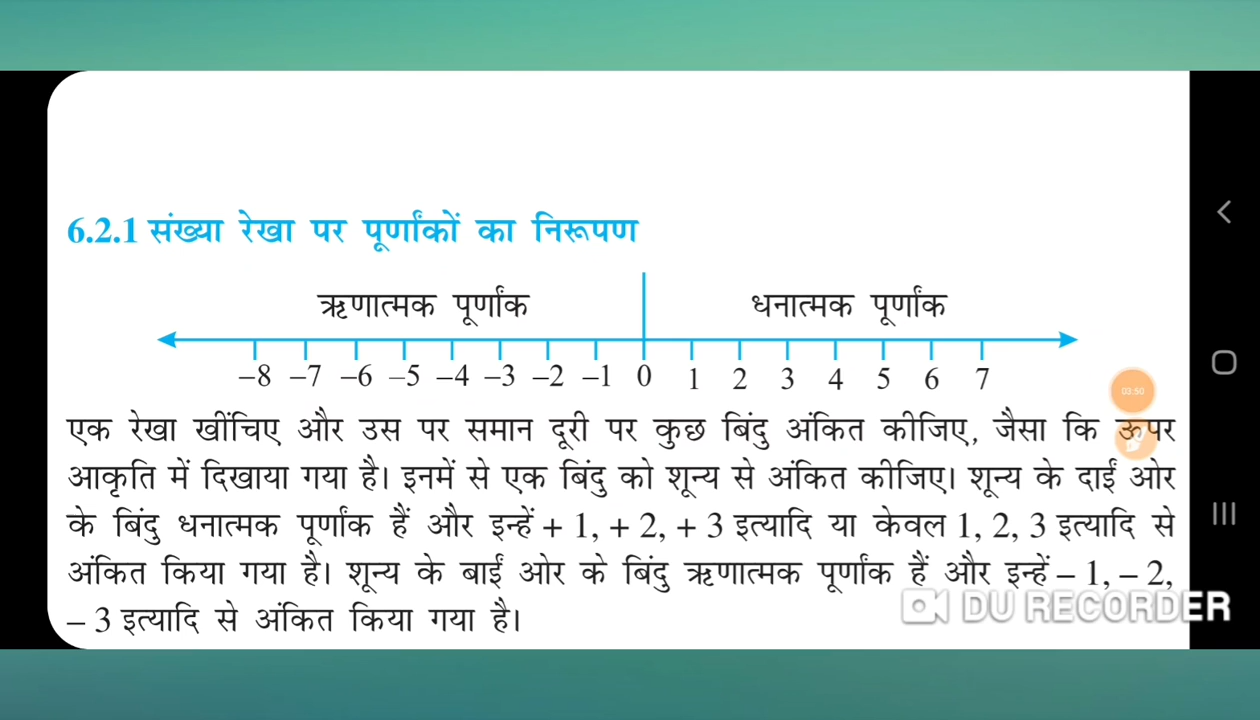 6.2.1 संख्या रेखा पर पूर्णांकों का निरूपण
ऋणात्मक पूर्णांक धनात्मक पूर्णांक
–8 –7 –6 –5 –4 –3 –2 –1 0 1 2 3 4 5 6 7
03:50
एक रेखा खींचिए और उस पर समान दूरी पर कुछ बिंदु अंकित कीजिए, जैसा कि ऊपर
आकृति में दिखाया गया है। इनमें से एक बिंदु को शून्य से अंकित कीजिए। शून्य के दाईं ओर
के बिंदु धनात्मक पूर्णांक हैं और इन्हें + 1, + 2, + 3 इत्यादि या केवल 1, 2, 3 इत्यादि से
अंकित किया गया है। शून्य के बाईं ओर के बिंदु ऋणात्मक पूर्णांक हैं और इन्हें – 1, – 2,
– 3 इत्यादि से अंकित किया गया है।
DU RECORDER